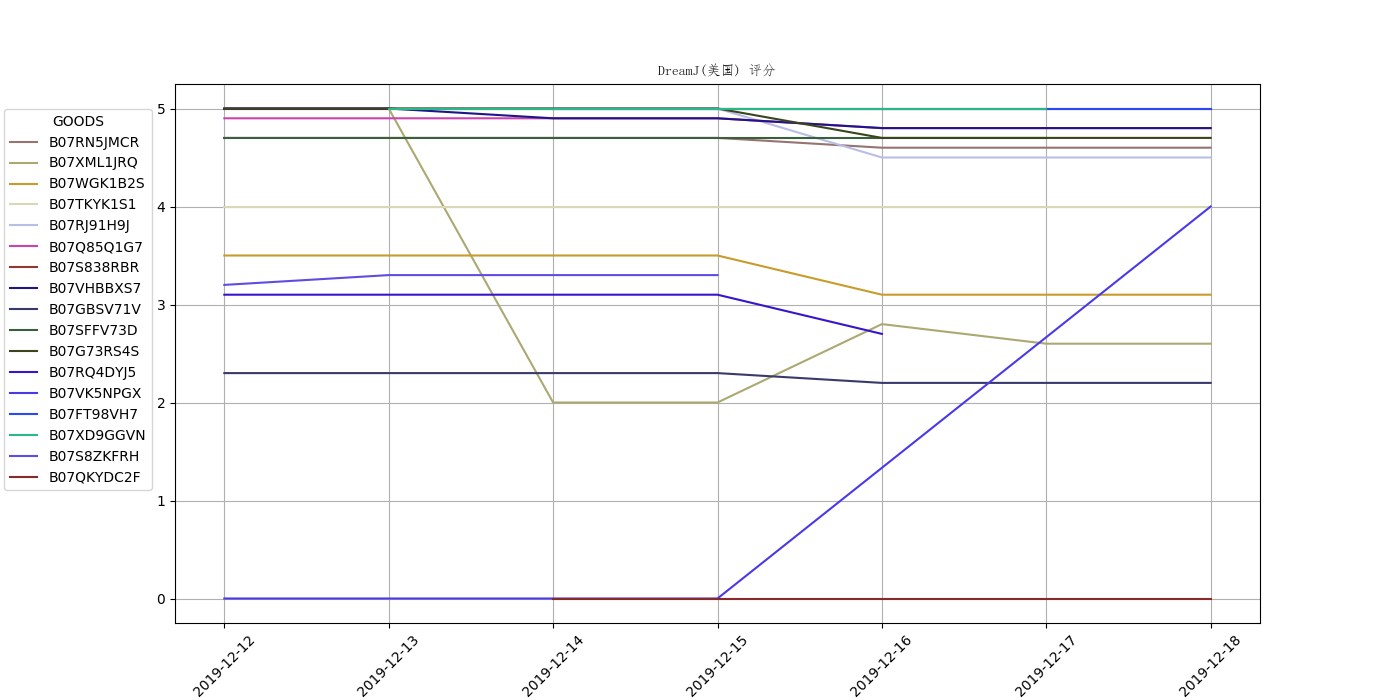 DreamJ(美国) 评分
GOODS
B07RN5JMCR
B07XML1JRQ
B07WGK1B2S
B07TKYK1S1
B07RJ91H9J
B07Q85Q1G7
B07S838RBR
B07VHBBXS7
B07GBSV71V
B07SFFV73D
B07G73RS4S
B07RQ4DYJ5
B07VK5NPGX
B07FT98VH7
B07XD9GGVN
B07S8ZKFRH
B07QKYDC2F
5
4
3
2
1
0
2019-12-12
2019-12-13
2019-12-14
2019-12-15
2019-12-16
2019-12-17
2019-12-18